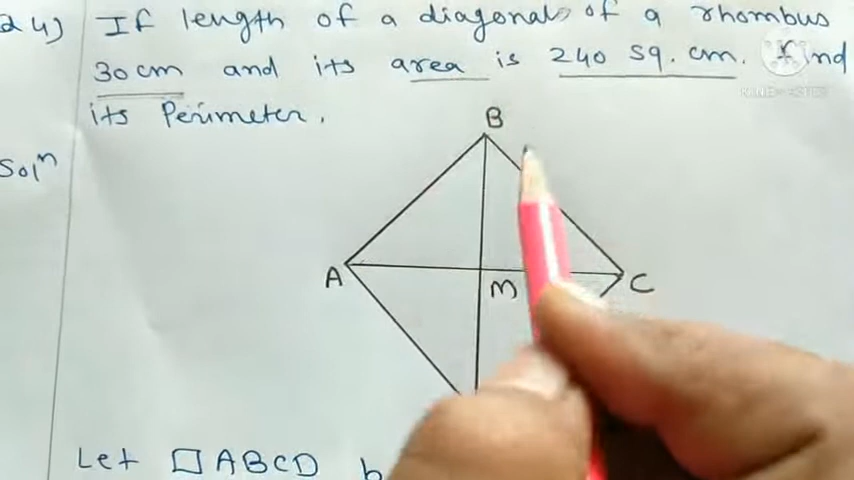 24) If length of a diagonal of a rhombus
30 cm and its area is 240 sq. cm. Find
its Perimeter.
B
Solⁿ
A
M
C
Let □ABCD b